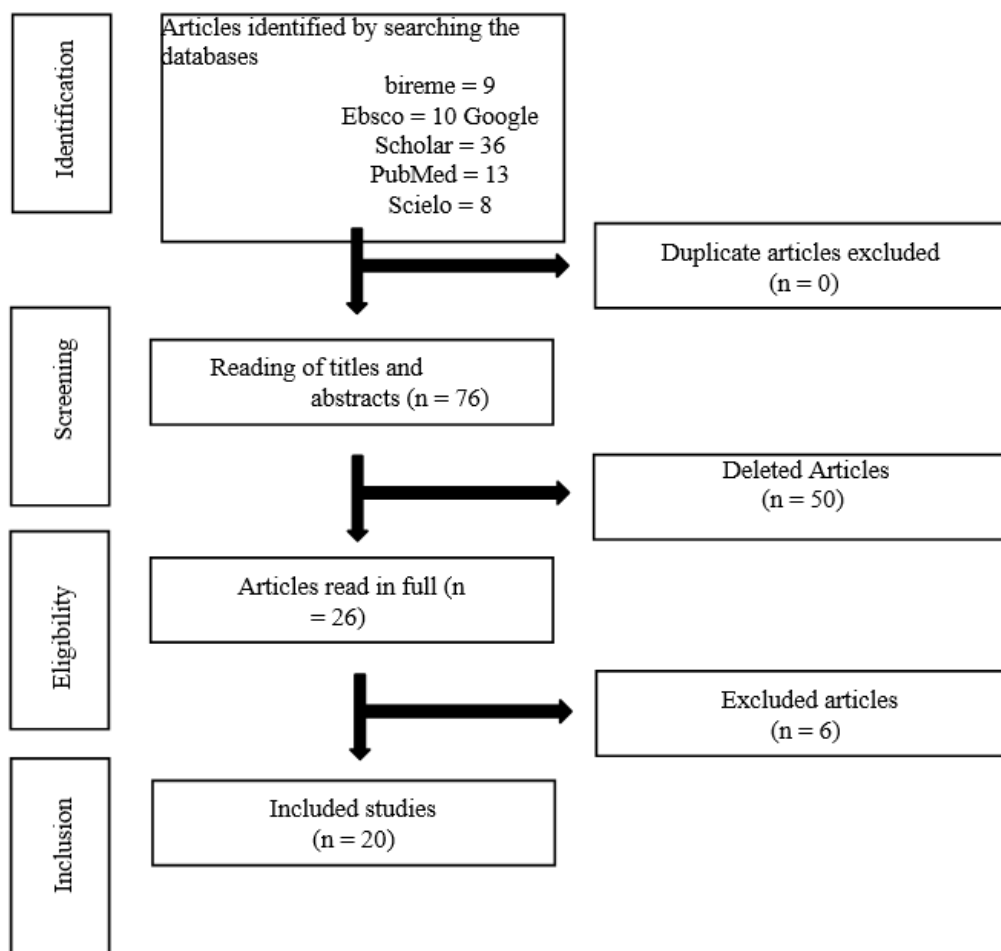 Identification
Articles identified by searching the
databases
bireme = 9
Ebsco = 10 Google
Scholar = 36
PubMed = 13
Scielo = 8
Duplicate articles excluded
(n = 0)
Screening
Reading of titles and
abstracts (n = 76)
Deleted Articles
(n = 50)
Eligibility
Articles read in full (n
= 26)
Excluded articles
(n = 6)
Inclusion
Included studies
(n = 20)